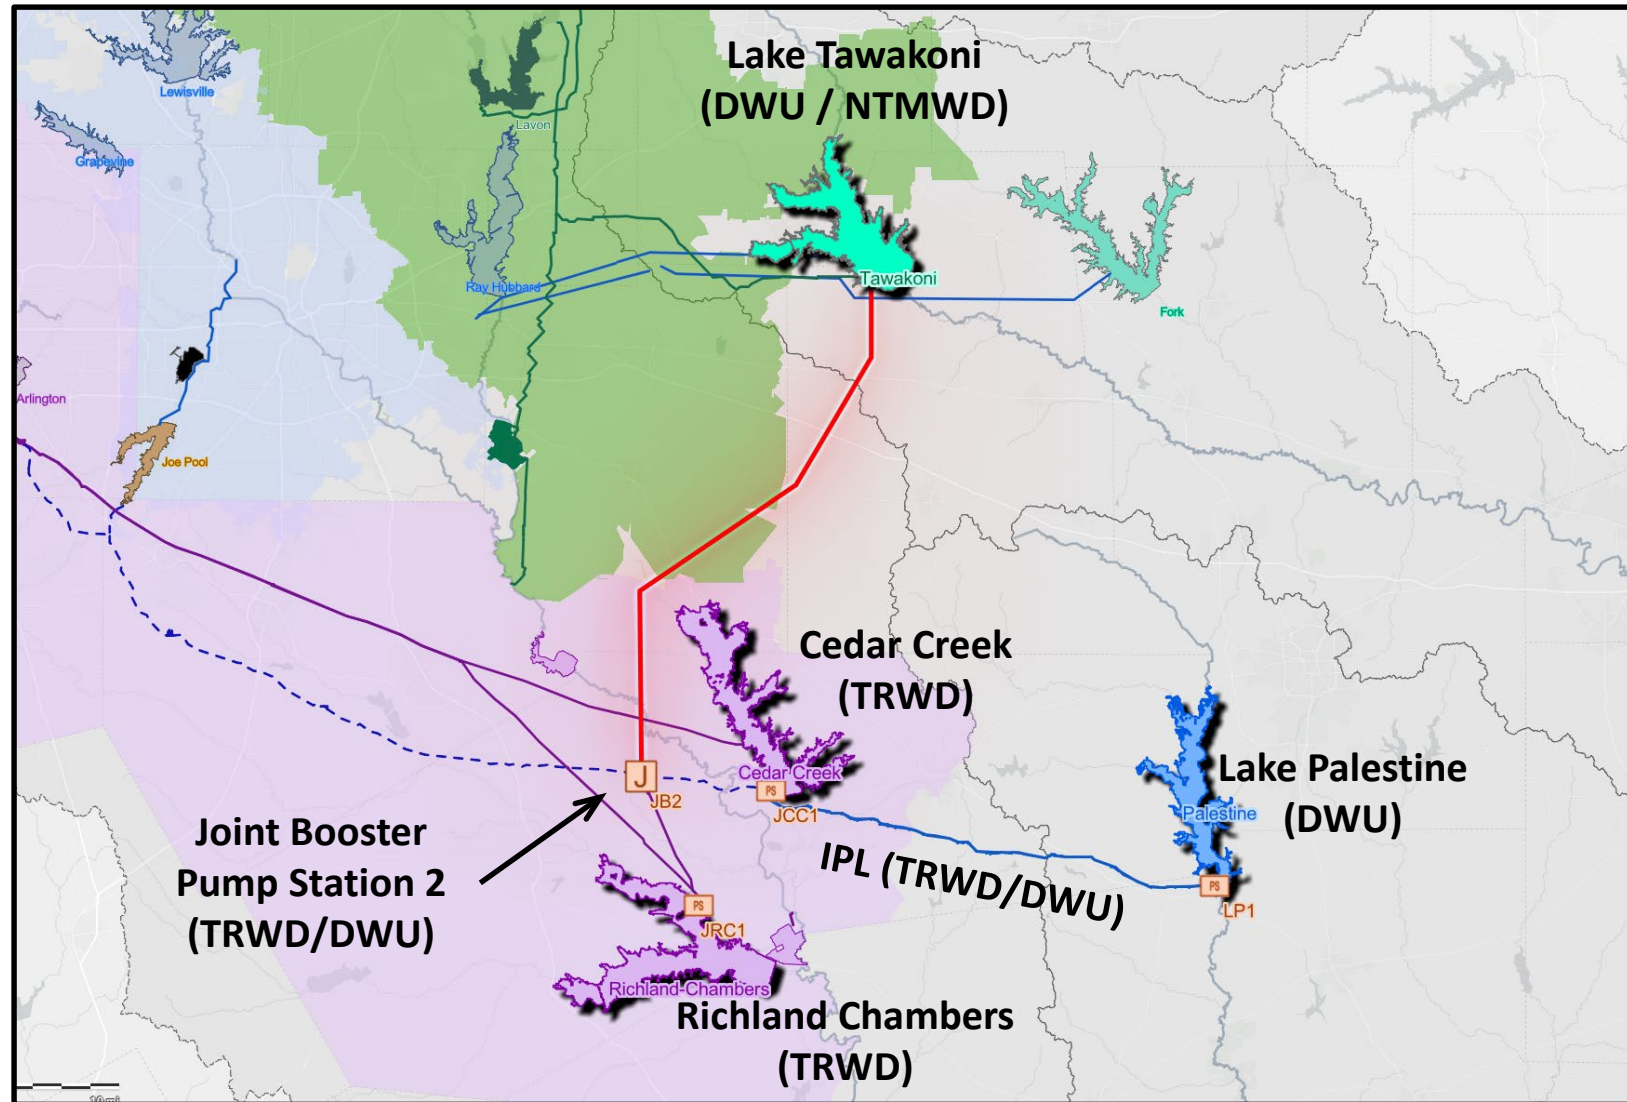 Lake Tawakoni
(DWU / NTMWD)
Lewisville
Lavon
Grapevine
Ray Hubbard
Tawakoni
Fork
Arlington
Joe Pool
Cedar Creek
(TRWD)
Cedar Creek
PS
JCC1
J
JB2
Joint Booster
Pump Station 2
(TRWD/DWU)
Lake Palestine
(DWU)
Palestine
PS
LP1
IPL (TRWD/DWU)
PS
JRC1
Richland-Chambers
Richland Chambers
(TRWD)
10 mi